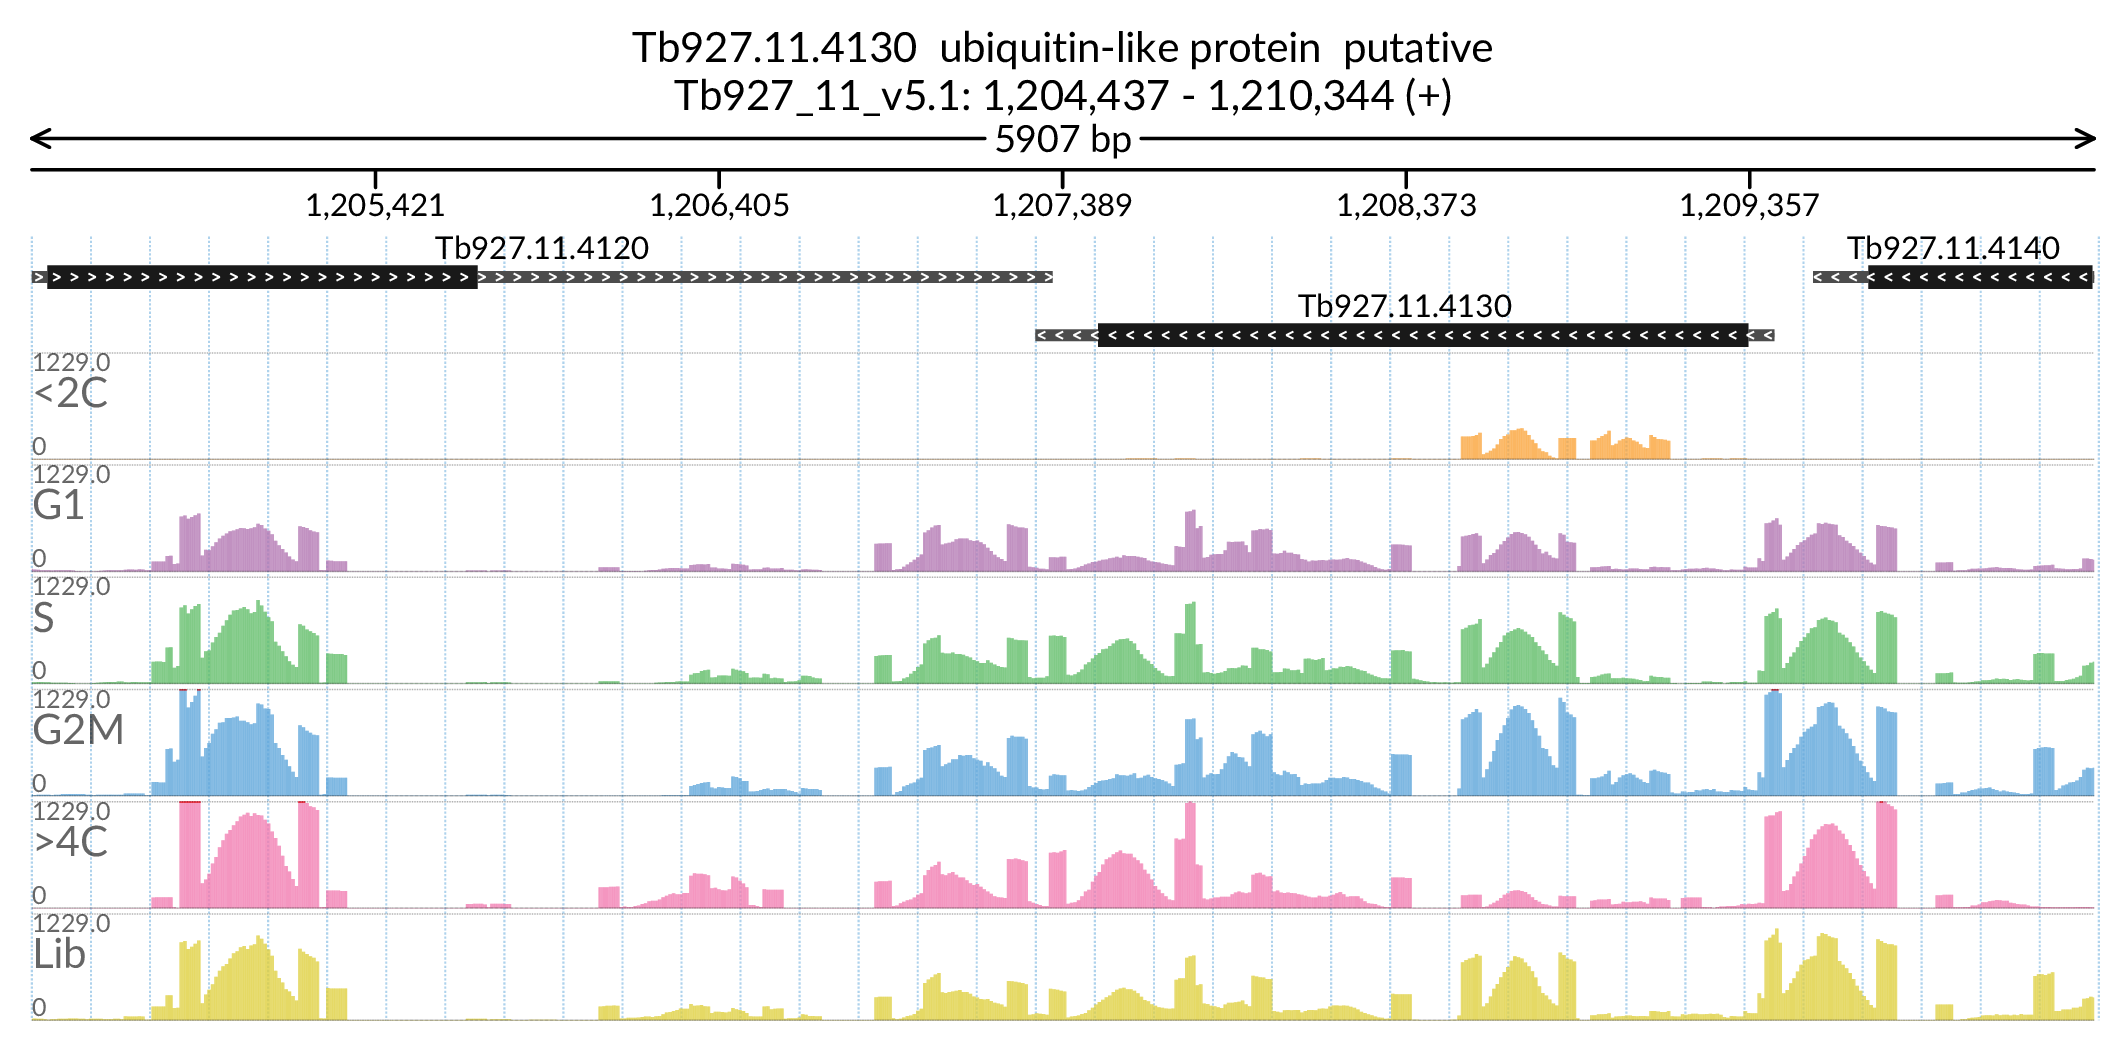 Tb927.11.4130  ubiquitin-like protein  putative
Tb927_11_v5.1: 1,204,437 - 1,210,344 (+)
5907 bp
1,205,421 1,206,405 1,207,389 1,208,373 1,209,357
Tb927.11.4120 Tb927.11.4140
Tb927.11.4130
1229.0
<2C
0
1229.0
G1
0
1229.0
S
0
1229.0
G2M
0
1229.0
>4C
0
1229.0
Lib
0